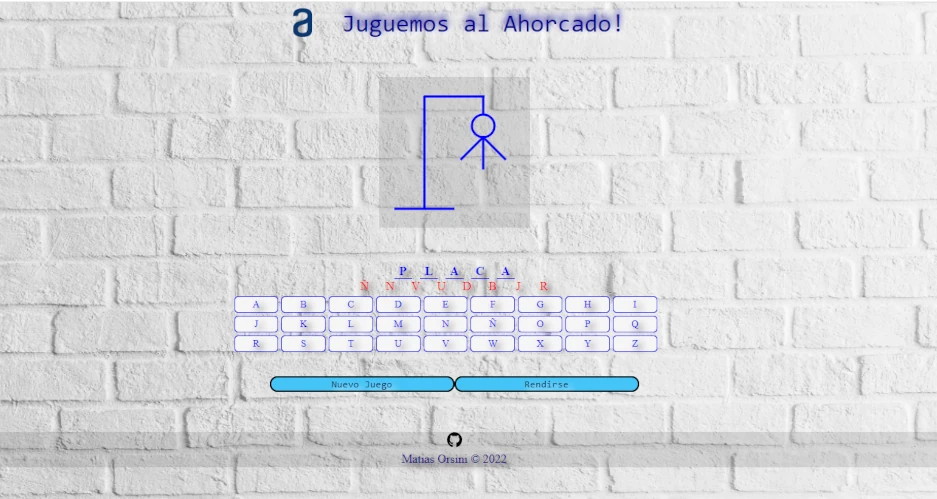 a Juguemos al Ahorcado!
P L A C A
Ñ N V U D B J R
A B C D E F G H I
J K L M N Ñ O P Q
R S T U V W X Y Z
Nuevo Juego Rendirse
Matias Orsini © 2022